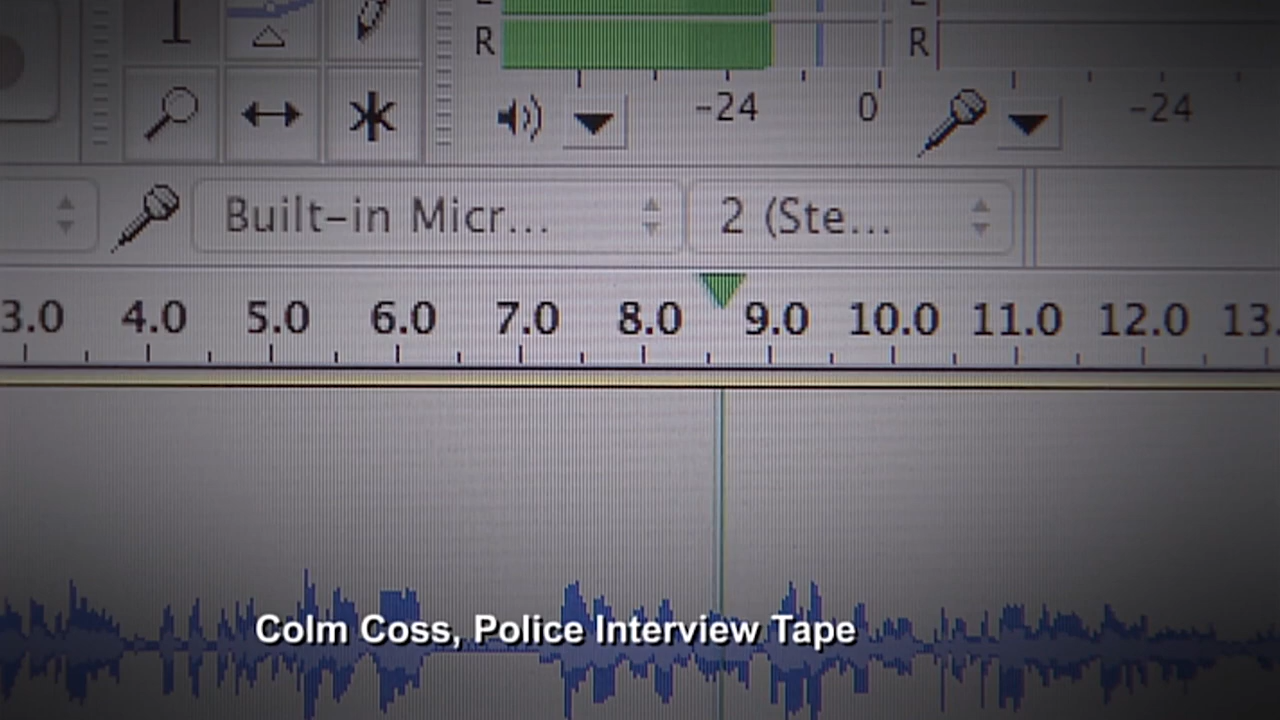 R
R
-24
0
-24
Built-in Micr...
2 (Ste...
3.0 4.0 5.0 6.0 7.0 8.0 9.0 10.0 11.0 12.0 13.
Colm Coss, Police Interview Tape